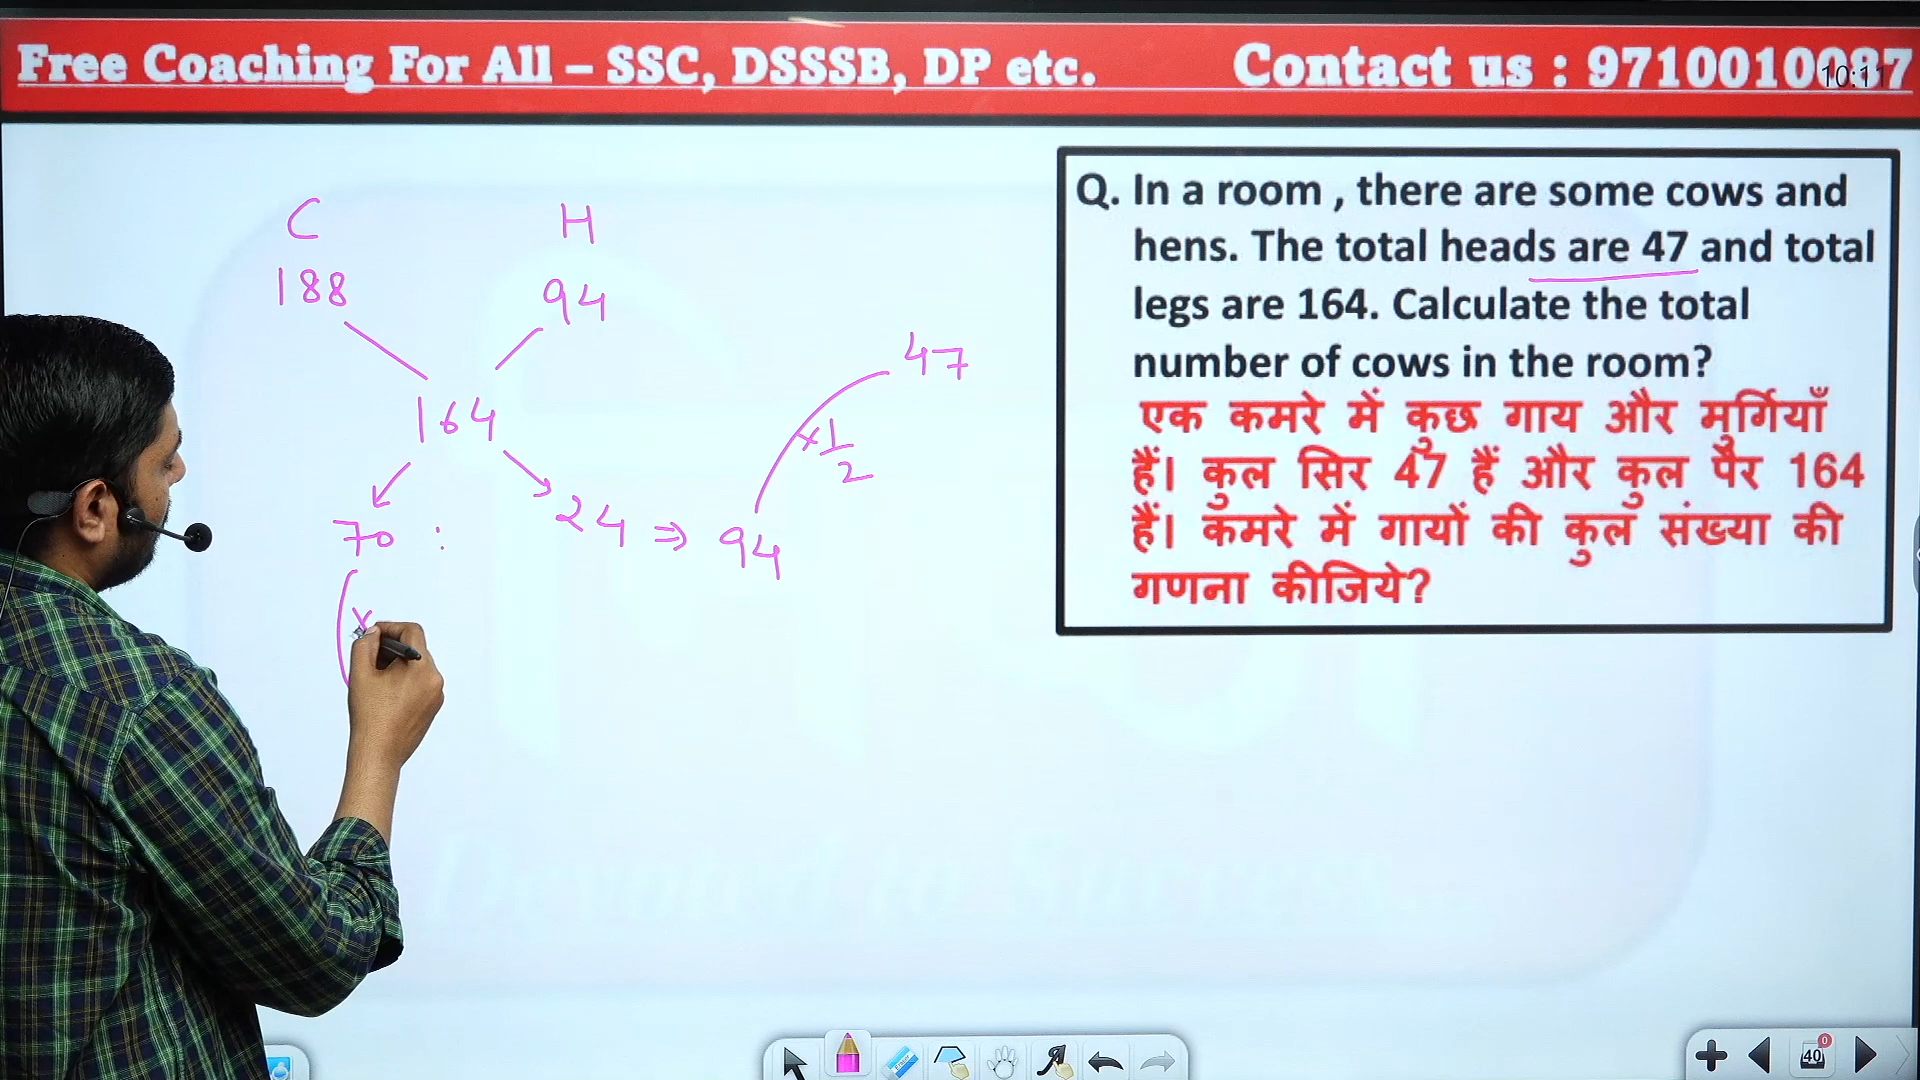 Free Coaching For All – SSC, DSSSB, DP etc. Contact us : 9710010087
10:11
Q. In a room , there are some cows and
hens. The total heads are 47 and total
legs are 164. Calculate the total
number of cows in the room?
एक कमरे में कुछ गाय और मुर्गियाँ
हैं। कुल सिर 47 हैं और कुल पैर 164
हैं। कमरे में गायों की कुल संख्या की
गणना कीजिये?
C H
188 94
164
70 : 24 ⇒ 94
×1/2
47
×
40
0